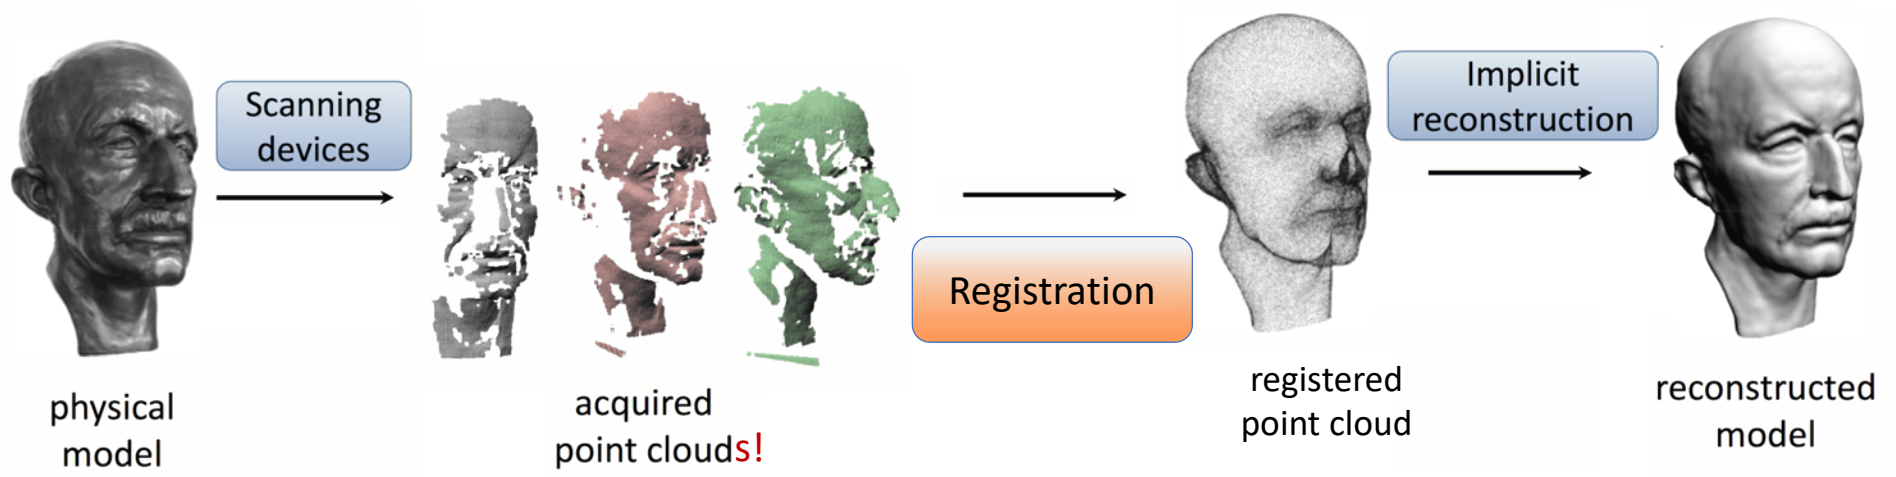 Scanning
devices
Registration
Implicit
reconstruction
physical
model
acquired
point clouds!
registered
point cloud
reconstructed
model